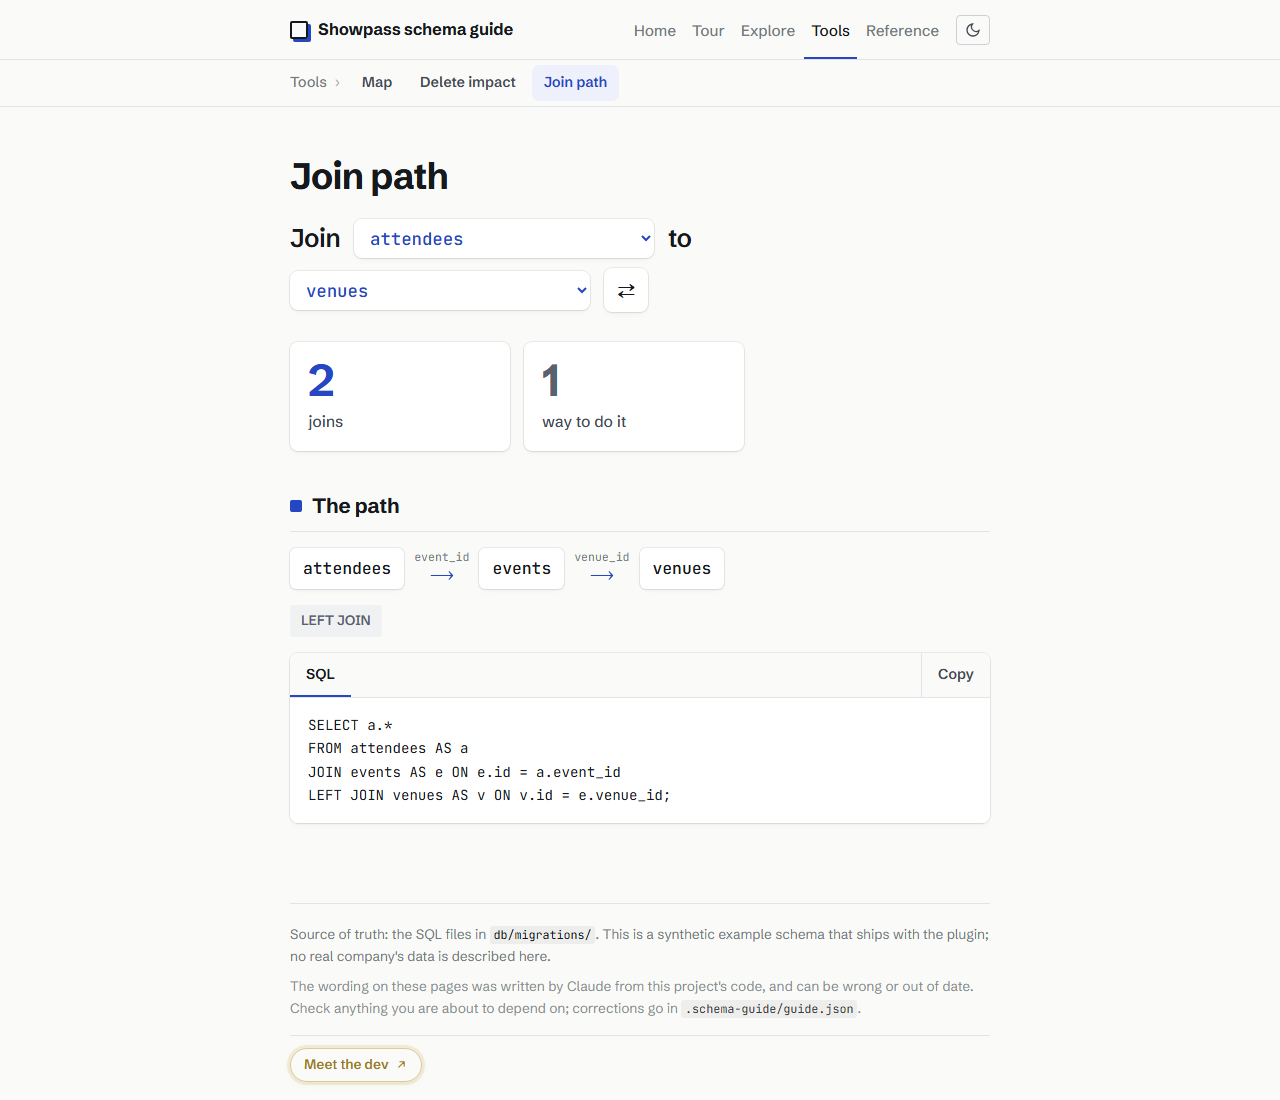 Showpass schema guide
Home Tour Explore Tools Reference
Tools › Map Delete impact Join path
Join path
Join attendees to
venues
2
joins
1
way to do it
The path
attendees event_id → events venue_id → venues
LEFT JOIN
SQL Copy
SELECT a.*
FROM attendees AS a
JOIN events AS e ON e.id = a.event_id
LEFT JOIN venues AS v ON v.id = e.venue_id;
Source of truth: the SQL files in db/migrations/. This is a synthetic example schema that ships with the plugin;
no real company's data is described here.
The wording on these pages was written by Claude from this project's code, and can be wrong or out of date.
Check anything you are about to depend on; corrections go in .schema-guide/guide.json.
Meet the dev ↗